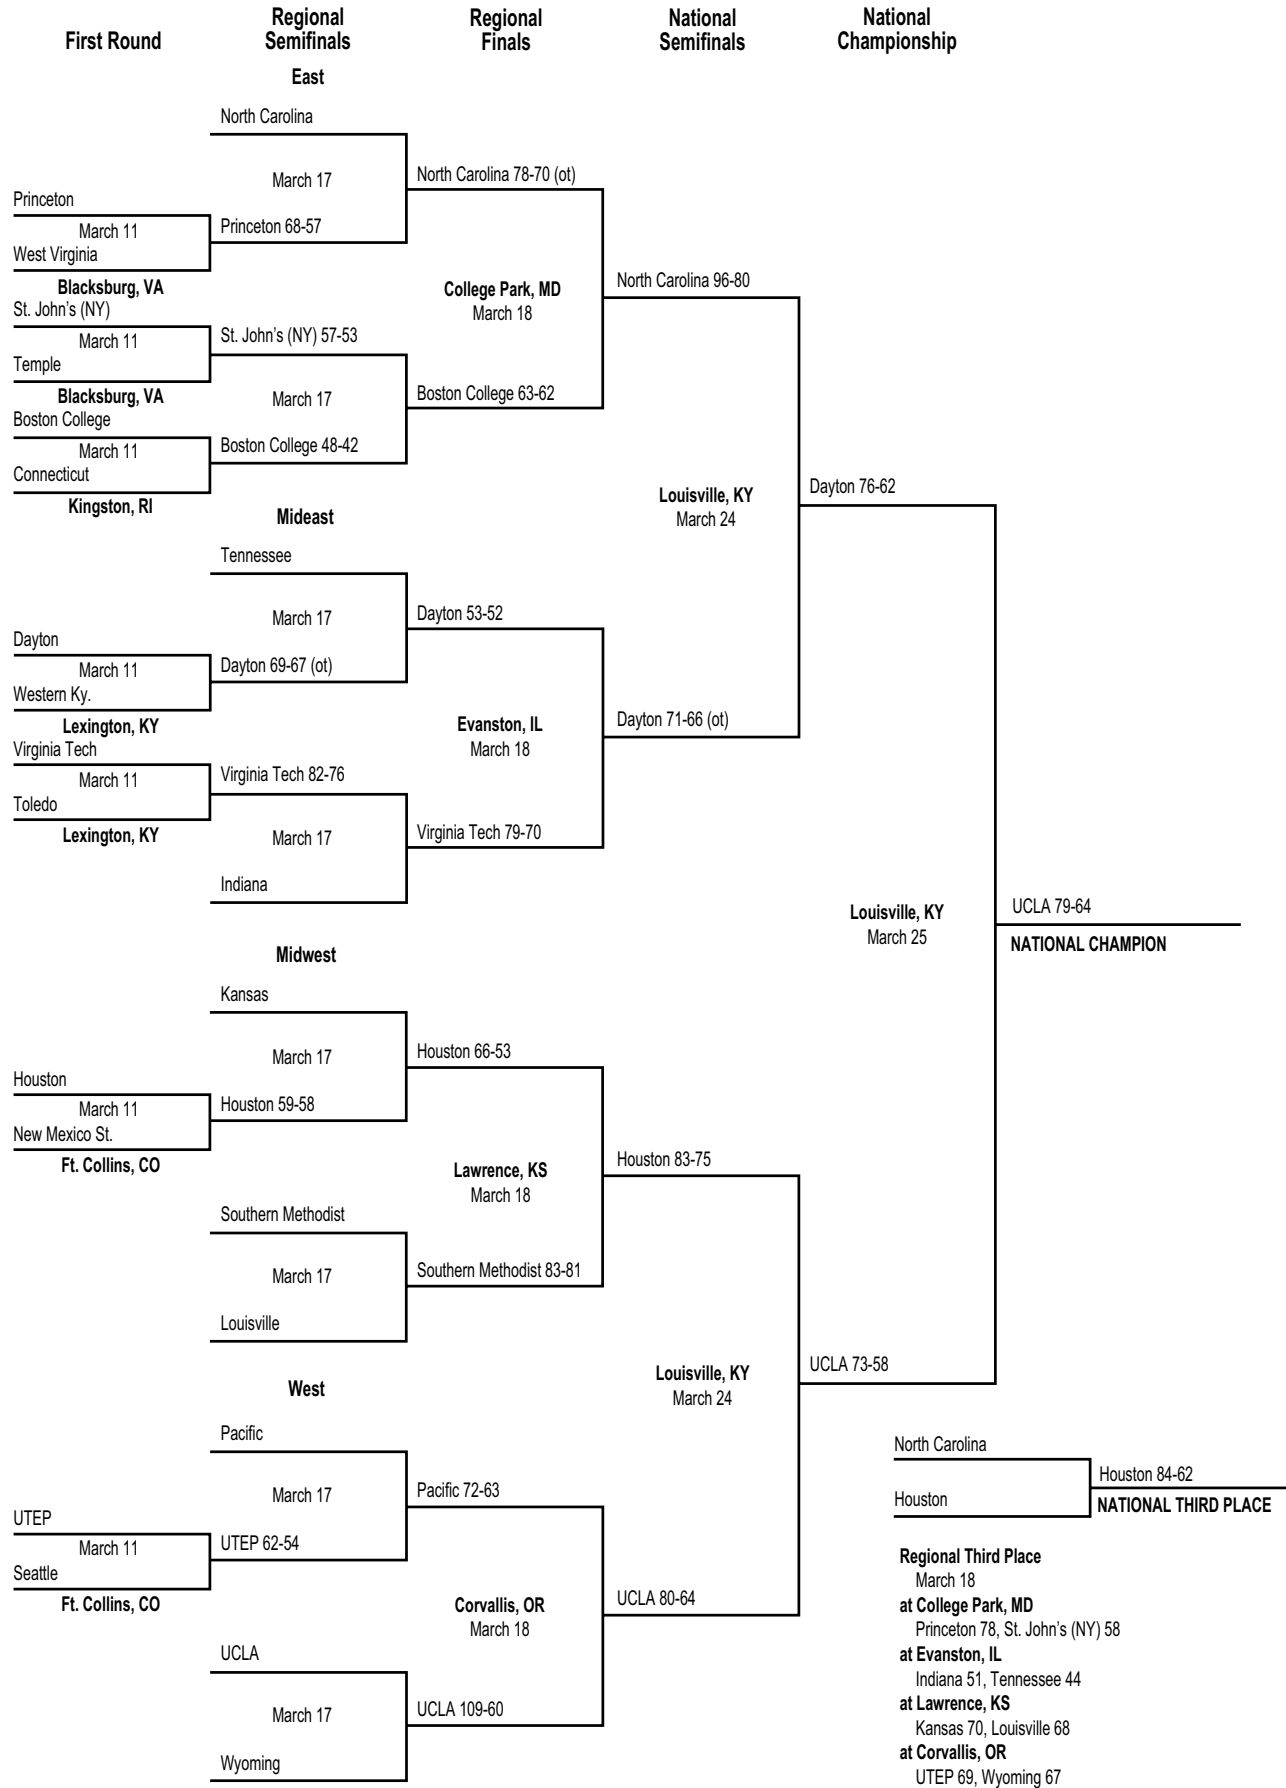 First Round
Regional
Semifinals
Regional
Finals
National
Semifinals
National
Championship
East
North Carolina
March 17
North Carolina 78-70 (ot)
Princeton
March 11
Princeton 68-57
West Virginia
Blacksburg, VA
College Park, MD
March 18
North Carolina 96-80
St. John's (NY)
March 11
St. John's (NY) 57-53
Temple
Blacksburg, VA
March 17
Boston College 63-62
Boston College
March 11
Boston College 48-42
Connecticut
Kingston, RI
Louisville, KY
March 24
Dayton 76-62
Mideast
Tennessee
March 17
Dayton 53-52
Dayton
March 11
Dayton 69-67 (ot)
Western Ky.
Lexington, KY
Evanston, IL
March 18
Dayton 71-66 (ot)
Virginia Tech
March 11
Virginia Tech 82-76
Toledo
Lexington, KY
March 17
Virginia Tech 79-70
Indiana
Louisville, KY
March 25
UCLA 79-64
NATIONAL CHAMPION
Midwest
Kansas
March 17
Houston 66-53
Houston
March 11
Houston 59-58
New Mexico St.
Ft. Collins, CO
Lawrence, KS
March 18
Houston 83-75
Southern Methodist
March 17
Southern Methodist 83-81
Louisville
Louisville, KY
March 24
UCLA 73-58
West
Pacific
March 17
Pacific 72-63
UTEP
March 11
UTEP 62-54
Seattle
Ft. Collins, CO
Corvallis, OR
March 18
UCLA 80-64
UCLA
March 17
UCLA 109-60
Wyoming
North Carolina
Houston 84-62
Houston
NATIONAL THIRD PLACE
Regional Third Place
March 18
at College Park, MD
Princeton 78, St. John's (NY) 58
at Evanston, IL
Indiana 51, Tennessee 44
at Lawrence, KS
Kansas 70, Louisville 68
at Corvallis, OR
UTEP 69, Wyoming 67